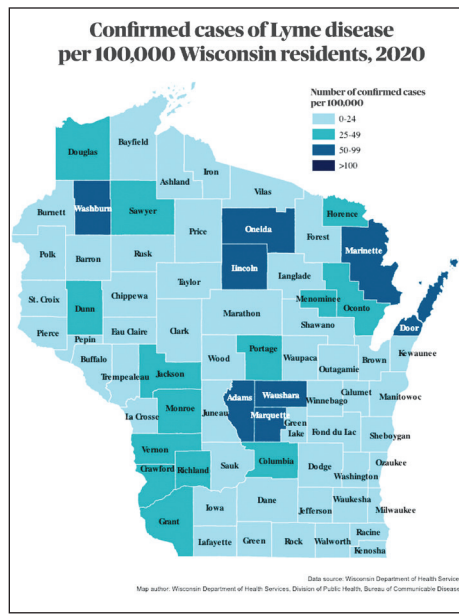 Confirmed cases of Lyme disease
per 100,000 Wisconsin residents, 2020
Number of confirmed cases
per 100,000
0-24
25-49
50-99
>100
Bayfield
Douglas
Iron
Ashland
Vilas
Washburn
Sawyer
Burnett
Florence
Oneida
Price
Forest
Marinette
Polk
Barron
Rusk
Lincoln
Langlade
Taylor
St. Croix
Chippewa
Menominee
Oconto
Dunn
Marathon
Shawano
Door
Pierce
Pepin
Eau Claire
Clark
Buffalo
Wood
Portage
Waupaca
Brown
Kewaunee
Outagamie
Trempealeau
Jackson
Adams
Waushara
Winnebago
Calumet
Manitowoc
La Crosse
Monroe
Juneau
Marquette
Green
Lake
Fond du Lac
Sheboygan
Vernon
Crawford
Richland
Sauk
Columbia
Dodge
Ozaukee
Washington
Grant
Iowa
Dane
Jefferson
Waukesha
Milwaukee
Lafayette
Green
Rock
Walworth
Racine
Kenosha
Data source: Wisconsin Department of Health Service
Map author: Wisconsin Department of Health Services, Division of Public Health, Bureau of Communicable Disease